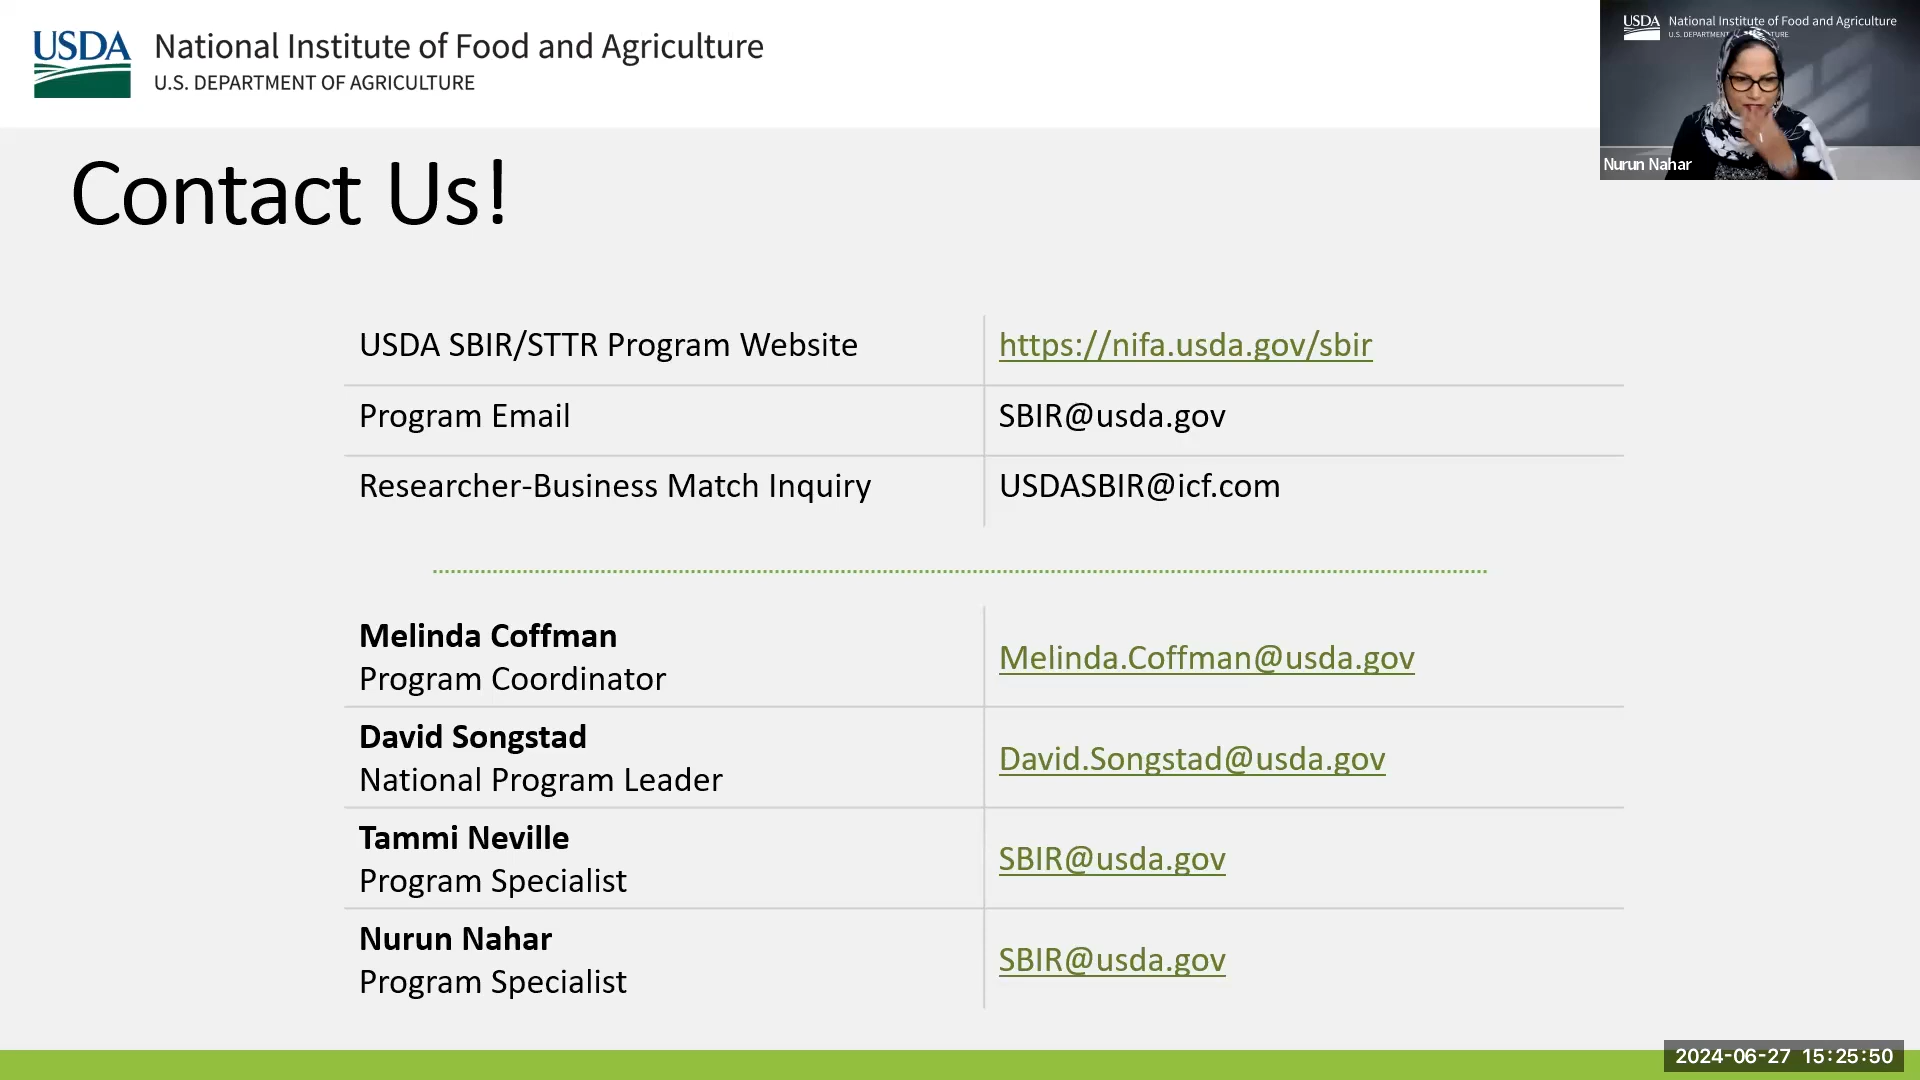 USDA
National Institute of Food and Agriculture
U.S. DEPARTMENT OF AGRICULTURE
USDA
National Institute of Food and Agriculture
U.S. DEPARTMENT
Nurun Nahar
Contact Us!
USDA SBIR/STTR Program Website
https://nifa.usda.gov/sbir
Program Email
SBIR@usda.gov
Researcher-Business Match Inquiry
USDASBIR@icf.com
Melinda Coffman
Program Coordinator
Melinda.Coffman@usda.gov
David Songstad
National Program Leader
David.Songstad@usda.gov
Tammi Neville
Program Specialist
SBIR@usda.gov
Nurun Nahar
Program Specialist
SBIR@usda.gov
2024-06-27 15:25:50